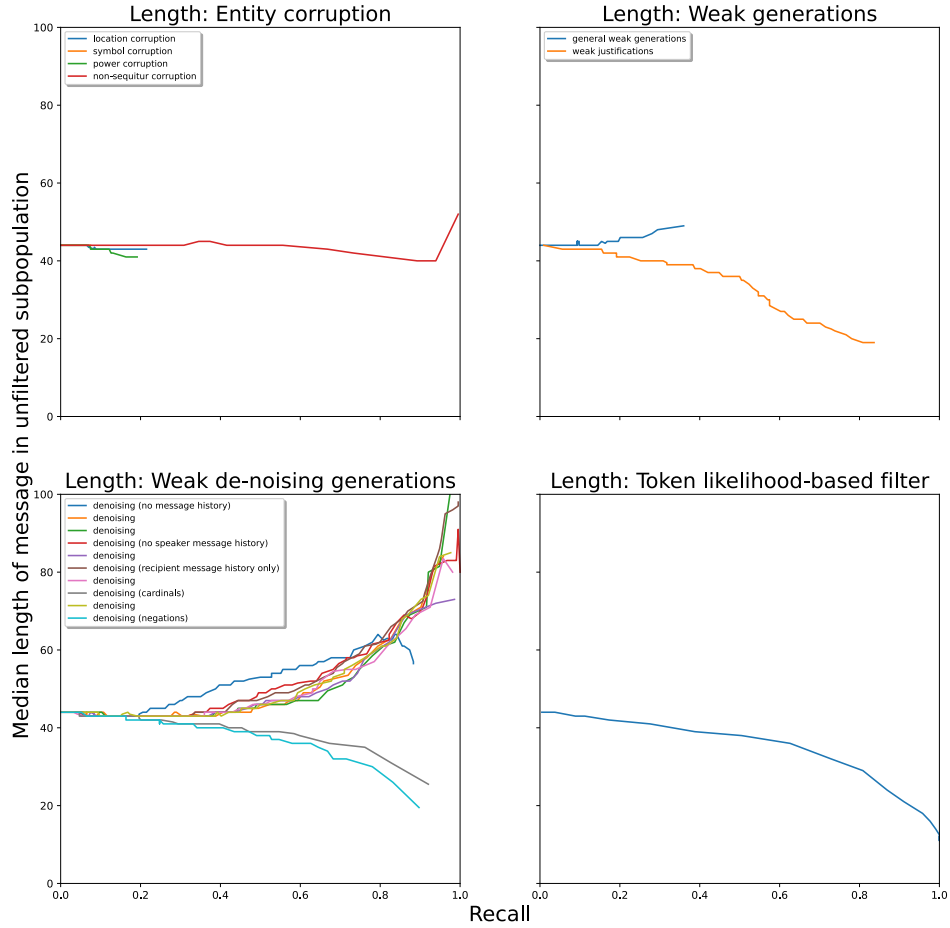 Length: Entity corruption
location corruption
symbol corruption
power corruption
non-sequitur corruption
100
80
60
40
20
0
Length: Weak generations
general weak generations
weak justifications
Median length of message in unfiltered subpopulation
Length: Weak de-noising generations
denoising (no message history)
denoising
denoising
denoising (no speaker message history)
denoising
denoising (recipient message history only)
denoising
denoising (cardinals)
denoising
denoising (negations)
100
80
60
40
20
0
0.0 0.2 0.4 0.6 0.8 1.0
Length: Token likelihood-based filter
0.0 0.2 0.4 0.6 0.8 1.0
Recall